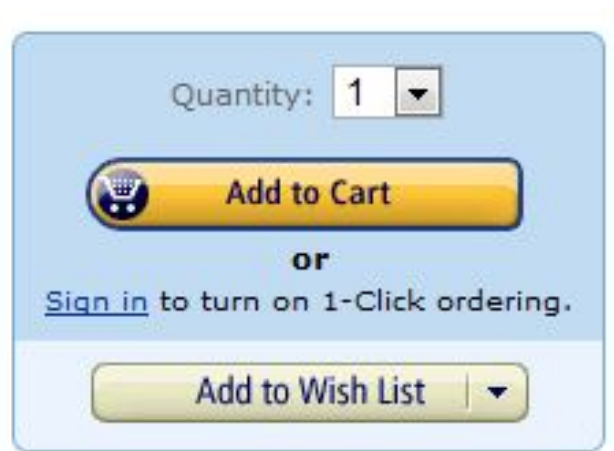 Quantity: 1
Add to Cart
or
Sign in to turn on 1-Click ordering.
Add to Wish List